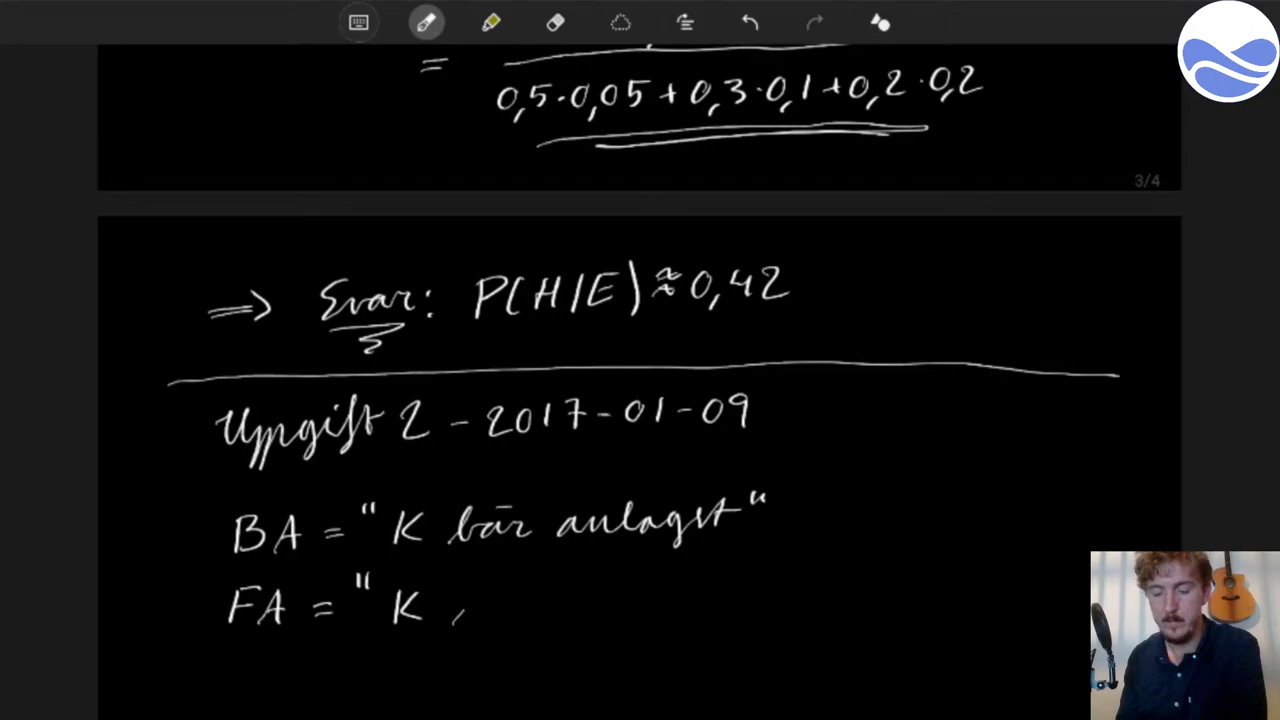 =
0,5·0,05+0,3·0,1+0,2·0,2
3/4
⇒ Svar: P(H/E)≈0,42
Uppgift 2 - 2017-01-09
BA = "K bär anlaget"
FA = "K